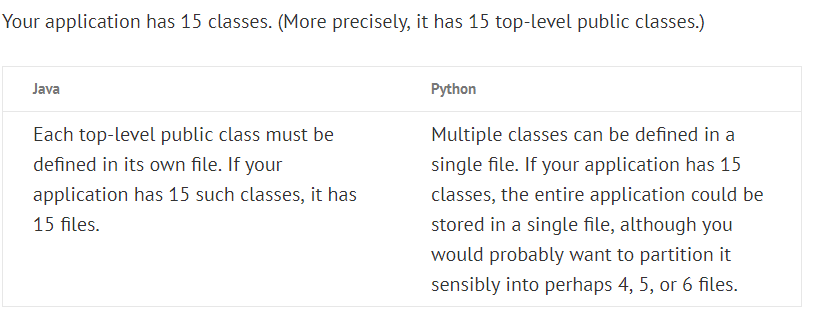 Your application has 15 classes. (More precisely, it has 15 top-level public classes.)
Java
Each top-level public class must be
defined in its own file. If your
application has 15 such classes, it has
15 files.
Python
Multiple classes can be defined in a
single file. If your application has 15
classes, the entire application could be
stored in a single file, although you
would probably want to partition it
sensibly into perhaps 4, 5, or 6 files.